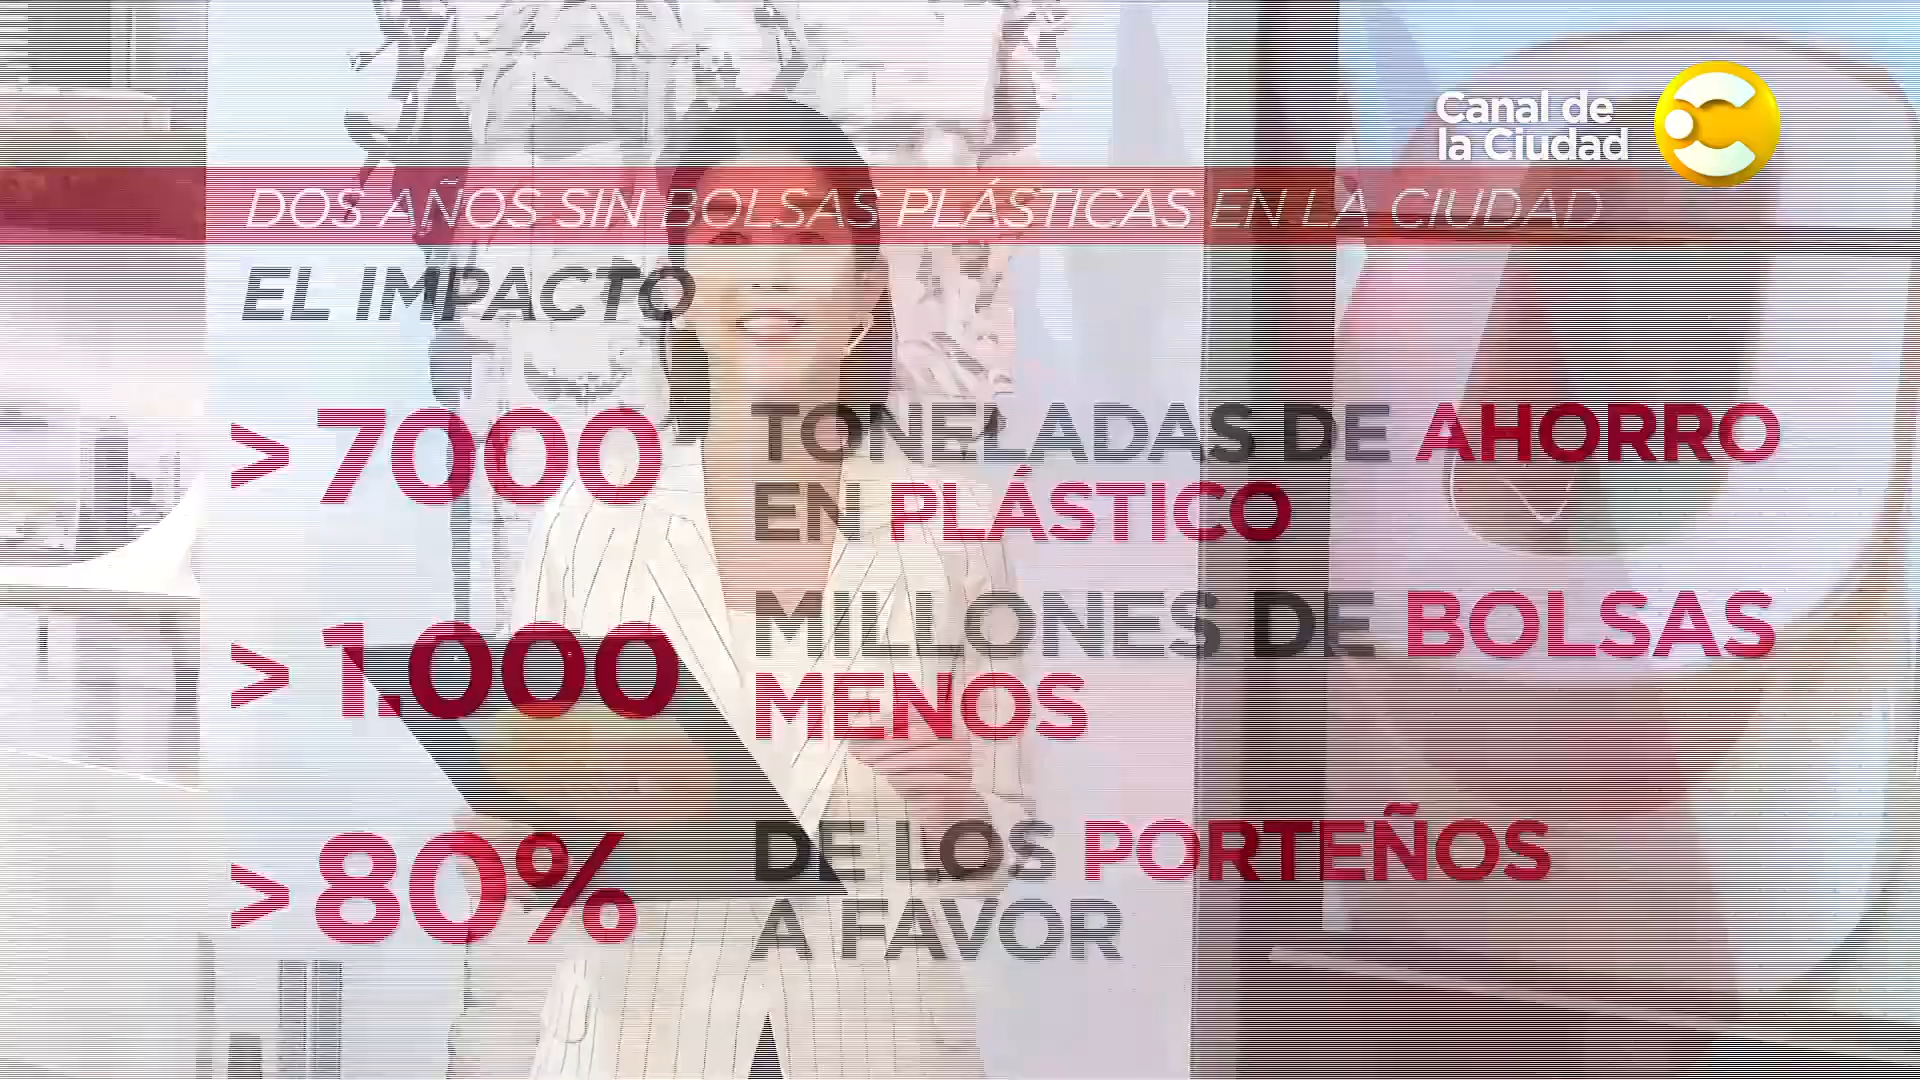 Canal de
la Ciudad
DOS AÑOS SIN BOLSAS PLÁSTICAS EN LA CIUDAD
EL IMPACTO
> 7000 TONELADAS DE AHORRO
EN PLÁSTICO
> 1.000 MILLONES DE BOLSAS
MENOS
> 80% DE LOS PORTEÑOS
A FAVOR